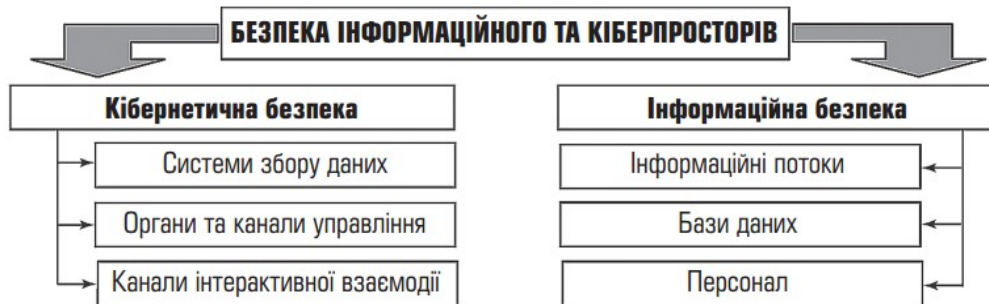 БЕЗПЕКА ІНФОРМАЦІЙНОГО ТА КІБЕРПРОСТОРІВ
Кібернетична безпека
Системи збору даних
Органи та канали управління
Канали інтерактивної взаємодії
Інформаційна безпека
Інформаційні потоки
Бази даних
Персонал